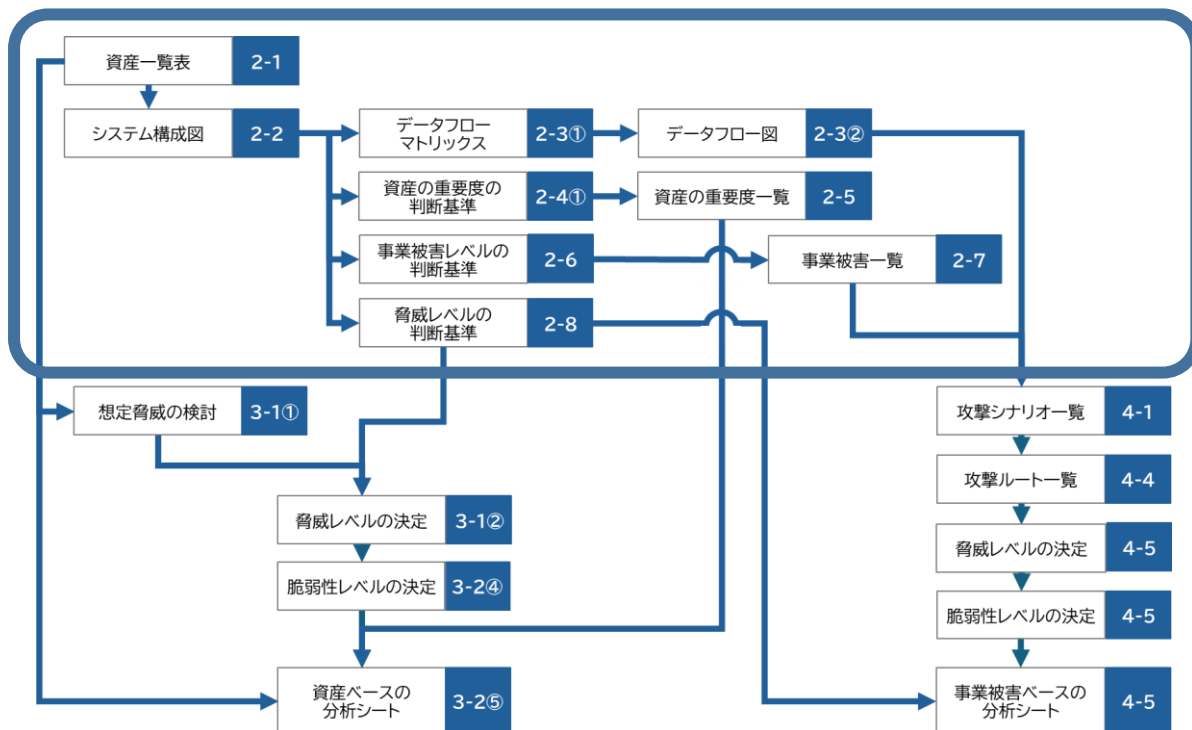 資産一覧表 2-1
システム構成図 2-2
データフロー
マトリックス
2-3①
データフロー図 2-3②
資産の重要度の
判断基準
2-4①
資産の重要度一覧 2-5
事業被害レベルの
判断基準
2-6
事業被害一覧 2-7
脅威レベルの
判断基準
2-8
想定脅威の検討 3-1①
脅威レベルの決定 3-1②
脆弱性レベルの決定 3-2④
資産ベースの
分析シート
3-2⑤
攻撃シナリオ一覧 4-1
攻撃ルート一覧 4-4
脅威レベルの決定 4-5
脆弱性レベルの決定 4-5
事業被害ベースの
分析シート
4-5